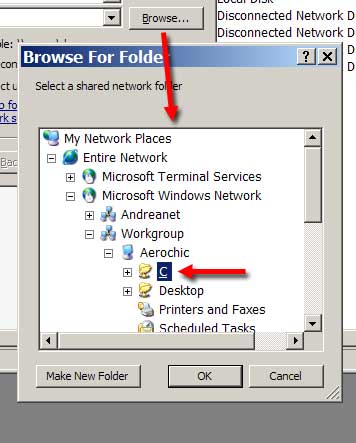 Local Disk
Browse...
Disconnected Network D
Disconnected Network D
Disconnected Network D
Browse For Folder
Select a shared network folder
My Network Places
Entire Network
Microsoft Terminal Services
Microsoft Windows Network
Andreanet
Workgroup
Aerochic
C
Desktop
Printers and Faxes
Scheduled Tasks
Make New Folder
OK
Cancel